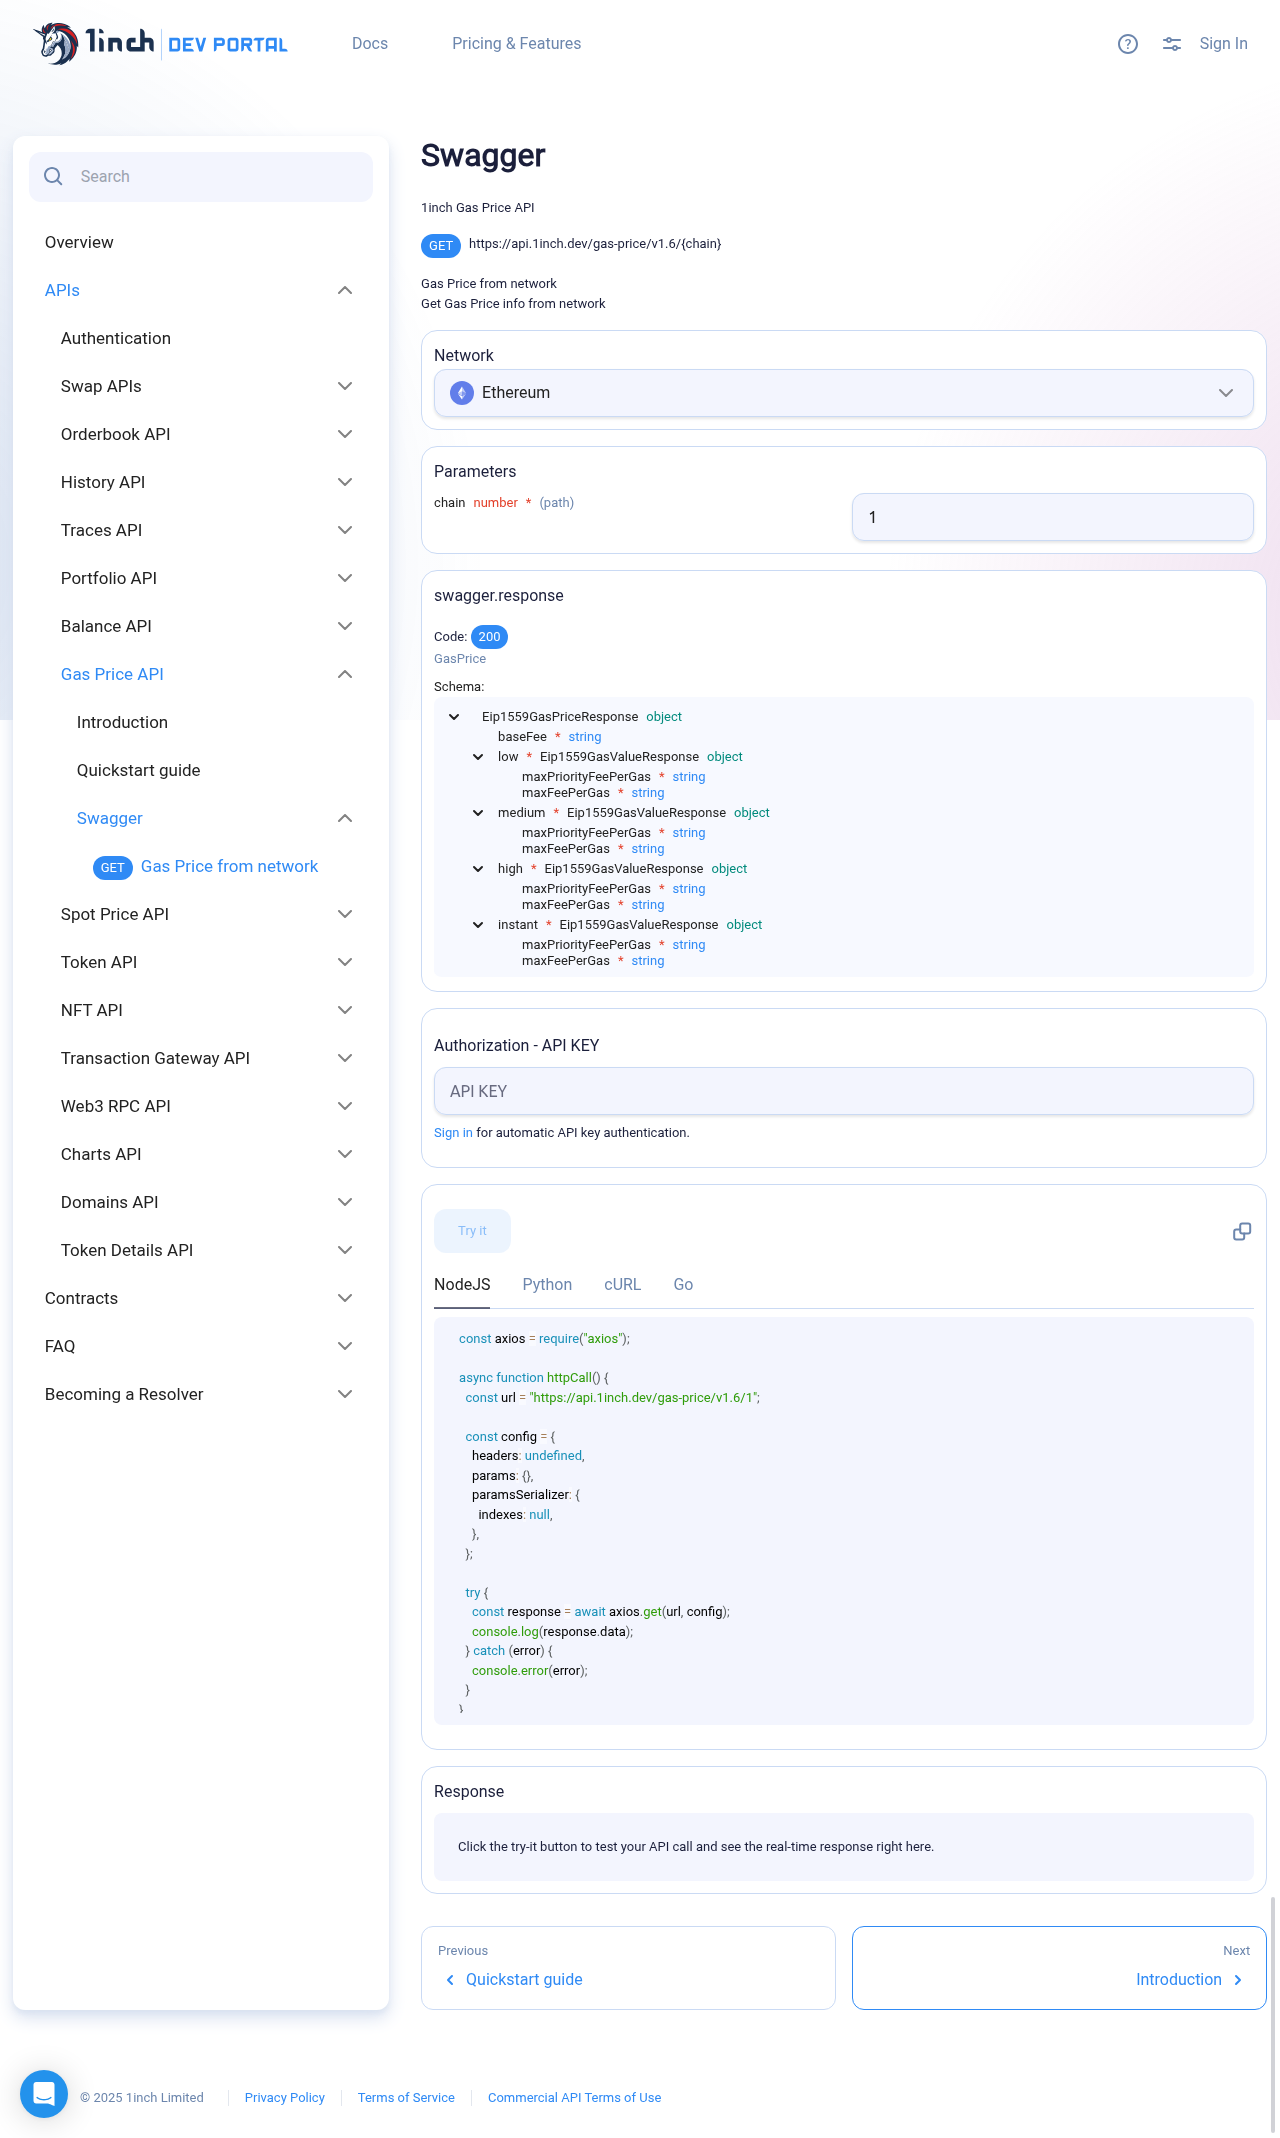 1inch DEV PORTAL
Docs
Pricing & Features
Sign In
Search
Overview
APIs
Authentication
Swap APIs
Orderbook API
History API
Traces API
Portfolio API
Balance API
Gas Price API
Introduction
Quickstart guide
Swagger
GET Gas Price from network
Spot Price API
Token API
NFT API
Transaction Gateway API
Web3 RPC API
Charts API
Domains API
Token Details API
Contracts
FAQ
Becoming a Resolver
Swagger
1inch Gas Price API
GET https://api.1inch.dev/gas-price/v1.6/{chain}
Gas Price from network
Get Gas Price info from network
Network
Ethereum
Parameters
chain number * (path)
1
swagger.response
Code: 200
GasPrice
Schema:
Eip1559GasPriceResponse object
baseFee * string
low * Eip1559GasValueResponse object
maxPriorityFeePerGas * string
maxFeePerGas * string
medium * Eip1559GasValueResponse object
maxPriorityFeePerGas * string
maxFeePerGas * string
high * Eip1559GasValueResponse object
maxPriorityFeePerGas * string
maxFeePerGas * string
instant * Eip1559GasValueResponse object
maxPriorityFeePerGas * string
maxFeePerGas * string
Authorization - API KEY
API KEY
Sign in for automatic API key authentication.
Try it
NodeJS Python cURL Go
const axios = require("axios");
async function httpCall() {
const url = "https://api.1inch.dev/gas-price/v1.6/1";
const config = {
headers: undefined,
params: {},
paramsSerializer: {
indexes: null,
},
};
try {
const response = await axios.get(url, config);
console.log(response.data);
} catch (error) {
console.error(error);
}
}
Response
Click the try-it button to test your API call and see the real-time response right here.
Previous
Quickstart guide
Next
Introduction
© 2025 1inch Limited
Privacy Policy
Terms of Service
Commercial API Terms of Use